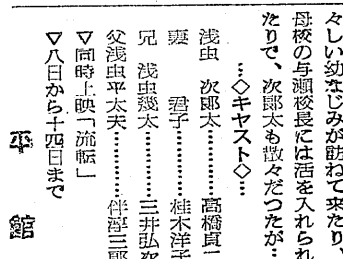 々しい幼なじみが訪ねて来たり、
母校の与瀬校長には活を入れられ
たりで、次郎太も散々だつたが…
…◇キャスト◇…
浅虫 次郎太…………高橋貞二
妻 君子…………桂木洋子
兄 浅虫幾太…………三井弘次
父浅虫平太夫…………伴淳三郎
▽同時上映「流転」
▽八日から十四日まで
平館